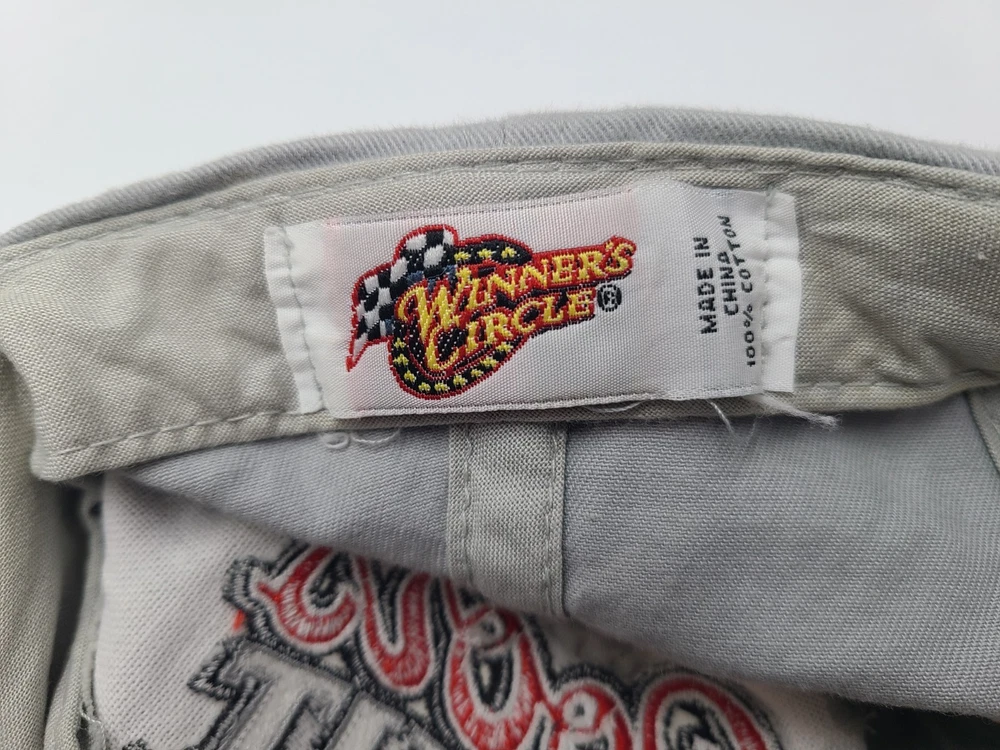 WINNER'S
CIRCLE®
MADE IN
CHINA
100% COTTON